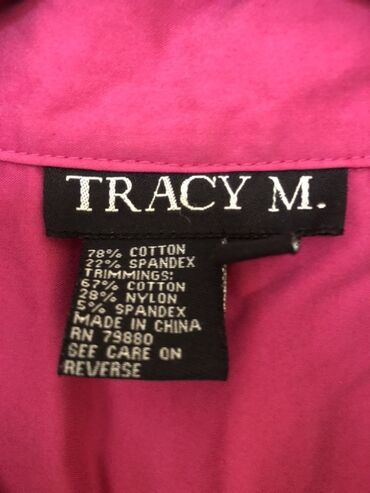 TRACY M.
78% COTTON
22% SPANDEX
TRIMMINGS:
67% COTTON
28% NYLON
5% SPANDEX
MADE IN CHINA
RN 79880
SEE CARE ON
REVERSE